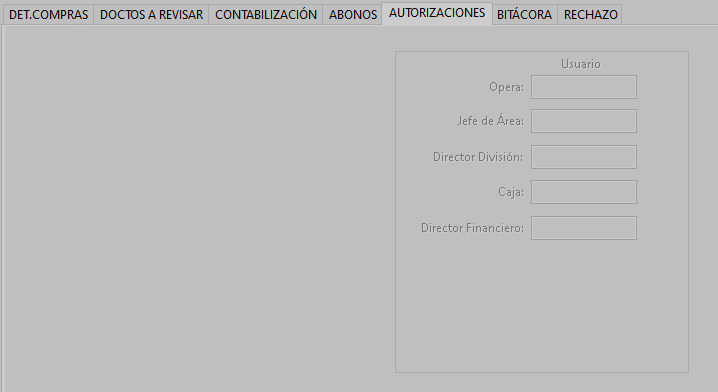 DET.COMPRAS DOCTOS A REVISAR CONTABILIZACIÓN ABONOS AUTORIZACIONES BITÁCORA RECHAZO
Usuario
Opera:
Jefe de Área:
Director División:
Caja:
Director Financiero: